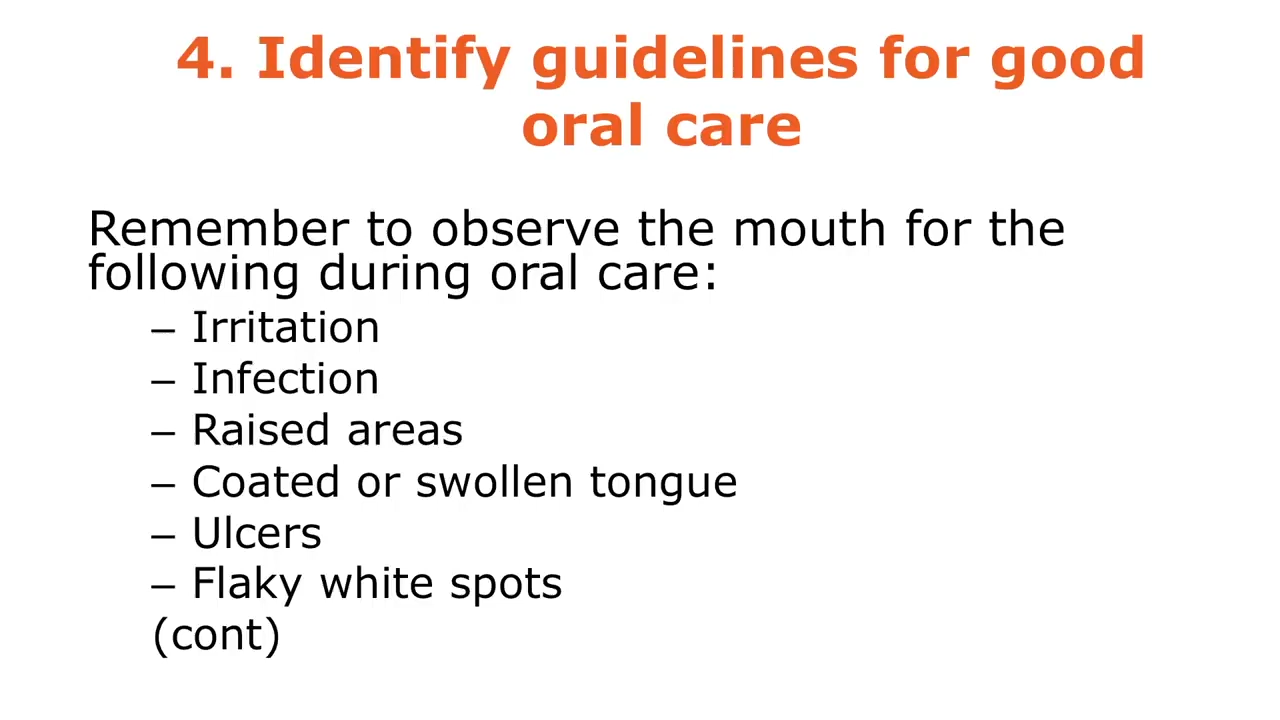 4. Identify guidelines for good
oral care
Remember to observe the mouth for the
following during oral care:
– Irritation
– Infection
– Raised areas
– Coated or swollen tongue
– Ulcers
– Flaky white spots
(cont)